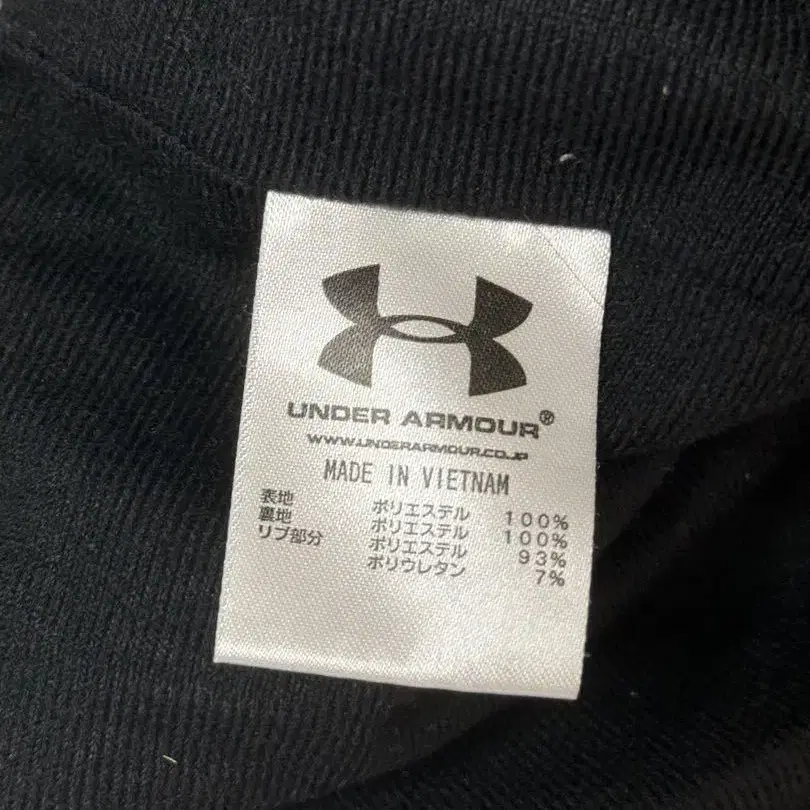 UNDER ARMOUR®
WWW.UNDERARMOUR.CO.JP
MADE IN VIETNAM
表地 ポリエステル 100%
裏地 ポリエステル 100%
リブ部分 ポリエステル 93%
ポリウレタン 7%